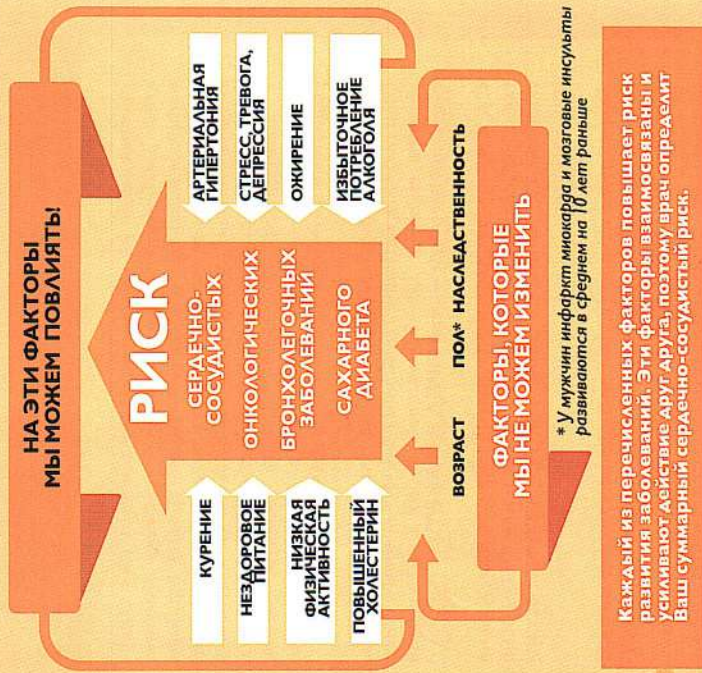 НА ЭТИ ФАКТОРЫ
МЫ МОЖЕМ ПОВЛИЯТЬ!
РИСК
СЕРДЕЧНО-
СОСУДИСТЫХ
ОНКОЛОГИЧЕСКИХ
БРОНХОЛЕГОЧНЫХ
ЗАБОЛЕВАНИЙ
САХАРНОГО
ДИАБЕТА
КУРЕНИЕ
НЕЗДОРОВОЕ
ПИТАНИЕ
НИЗКАЯ
ФИЗИЧЕСКАЯ
АКТИВНОСТЬ
ПОВЫШЕННЫЙ
ХОЛЕСТЕРИН
АРТЕРИАЛЬНАЯ
ГИПЕРТОНИЯ
СТРЕСС, ТРЕВОГА,
ДЕПРЕССИЯ
ОЖИРЕНИЕ
ИЗБЫТОЧНОЕ
ПОТРЕБЛЕНИЕ
АЛКОГОЛЯ
ВОЗРАСТ ПОЛ* НАСЛЕДСТВЕННОСТЬ
ФАКТОРЫ, КОТОРЫЕ
МЫ НЕ МОЖЕМ ИЗМЕНИТЬ
* У мужчин инфаркт миокарда и мозговые инсульты
развиваются в среднем на 10 лет раньше
Каждый из перечисленных факторов повышает риск
развития заболеваний. Эти факторы взаимосвязаны и
усиливают действие друг друга, поэтому врач определит
Ваш суммарный сердечно-сосудистый риск.